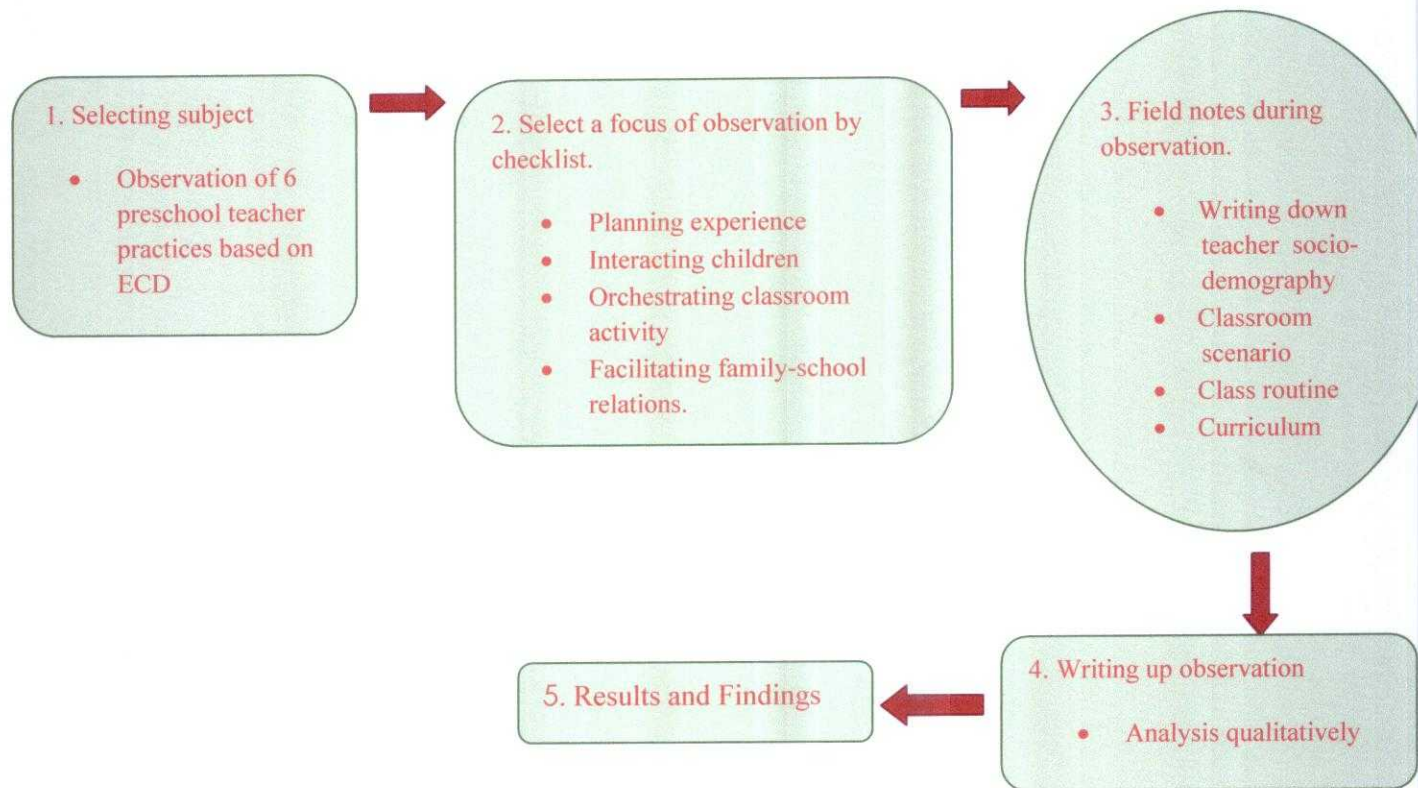 1. Selecting subject
• Observation of 6
preschool teacher
practices based on
ECD
2. Select a focus of observation by
checklist.
• Planning experience
• Interacting children
• Orchestrating classroom
activity
• Facilitating family-school
relations.
3. Field notes during
observation.
• Writing down
teacher socio-
demography
• Classroom
scenario
• Class routine
• Curriculum
4. Writing up observation
• Analysis qualitatively
5. Results and Findings